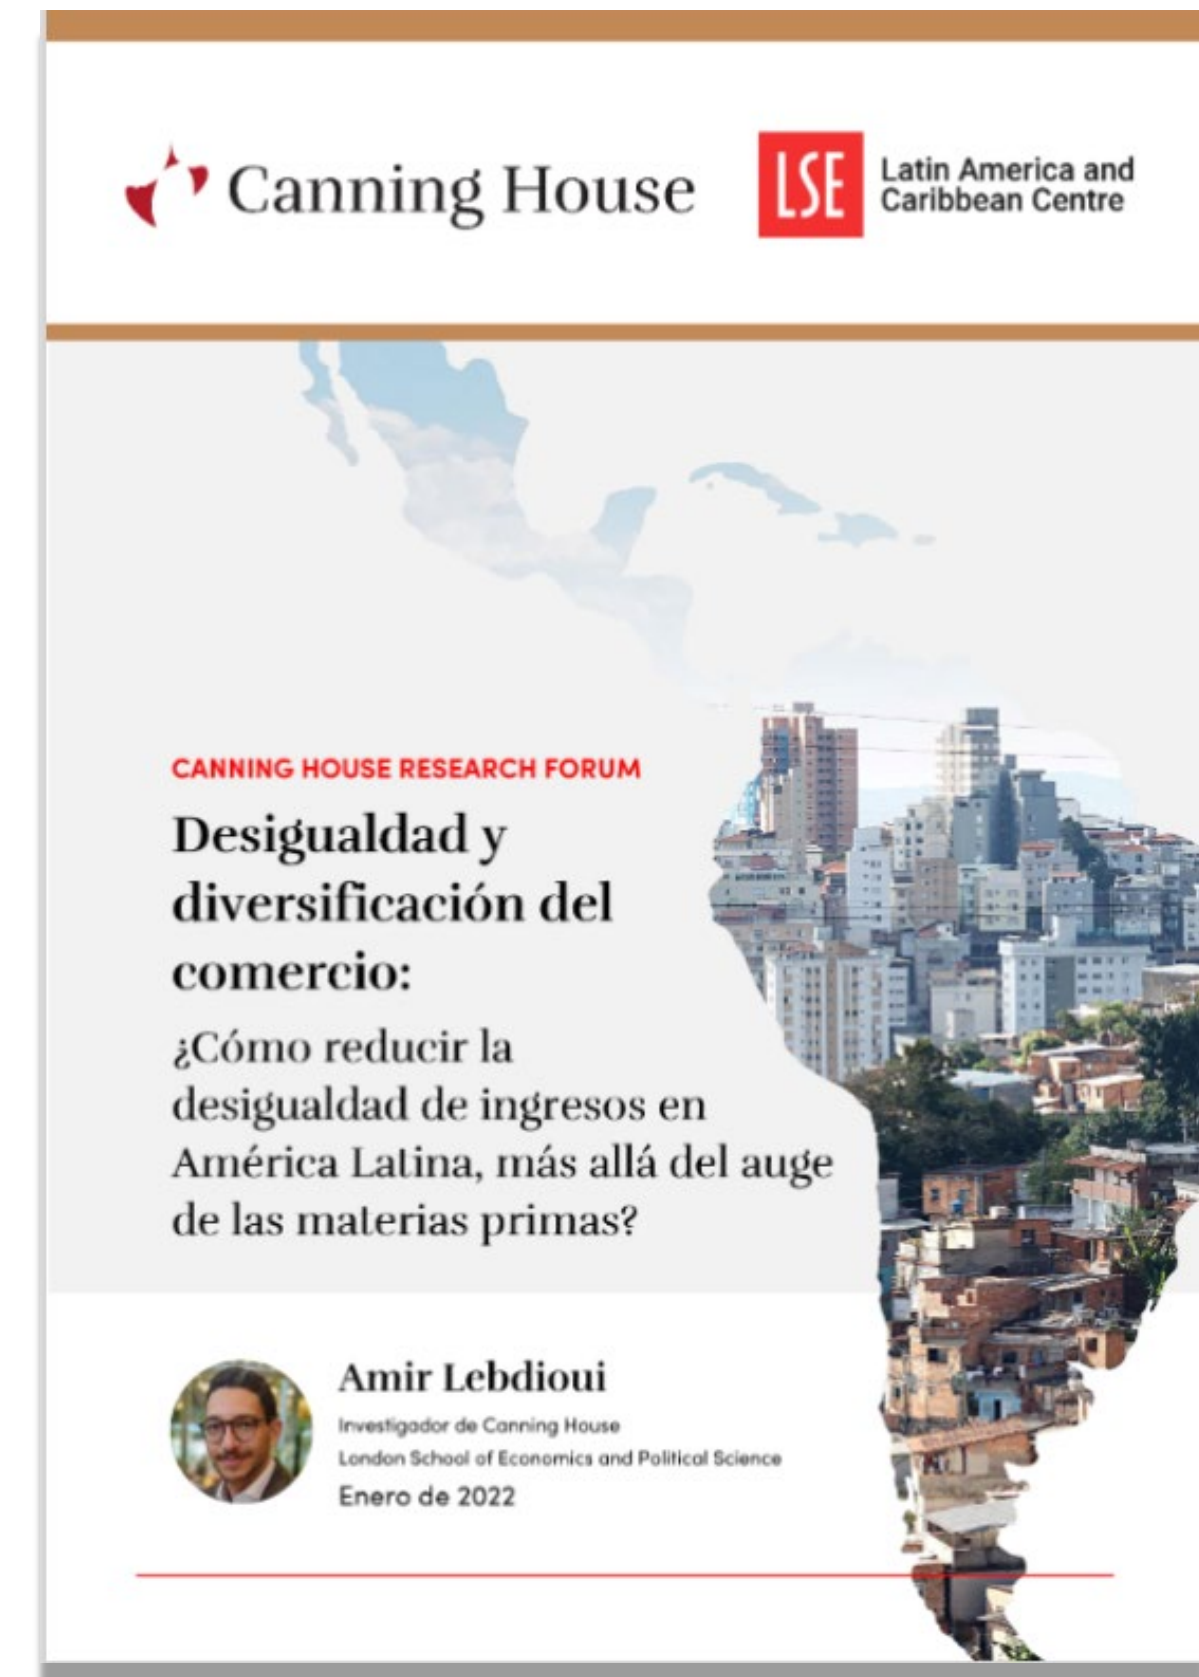 Canning House
LSE
Latin America and
Caribbean Centre
CANNING HOUSE RESEARCH FORUM
Desigualdad y
diversificación del
comercio:
¿Cómo reducir la
desigualdad de ingresos en
América Latina, más allá del auge
de las materias primas?
Amir Lebdioui
Investigador de Canning House
London School of Economics and Political Science
Enero de 2022